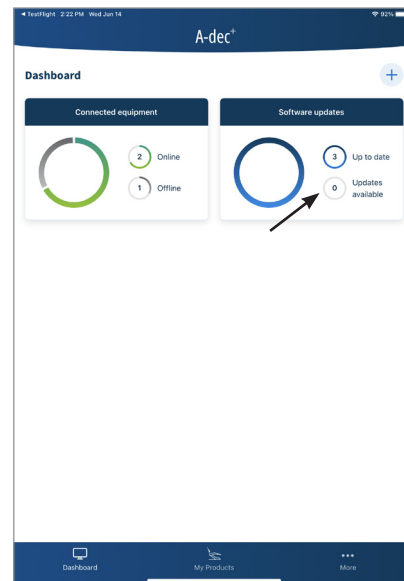 ◄ TestFlight 2:22 PM Wed Jun 14 92%
A-dec+
Dashboard
+
Connected equipment
2 Online
1 Offline
Software updates
3 Up to date
0 Updates
available
Dashboard
My Products
More